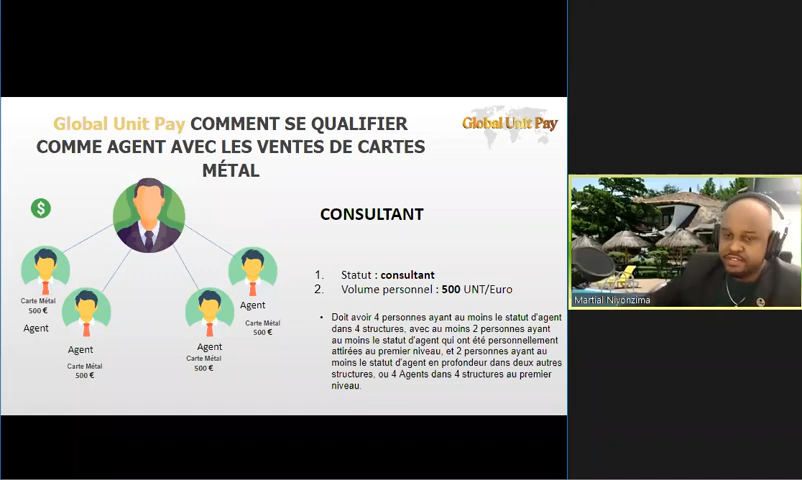 Global Unit Pay COMMENT SE QUALIFIER
COMME AGENT AVEC LES VENTES DE CARTES
MÉTAL
Global Unit Pay
$
CONSULTANT
1. Statut : consultant
2. Volume personnel : 500 UNT/Euro
• Doit avoir 4 personnes ayant au moins le statut d'agent
dans 4 structures, avec au moins 2 personnes ayant
au moins le statut d'agent qui ont été personnellement
attirées au premier niveau, et 2 personnes ayant au
moins le statut d'agent en profondeur dans deux autres
structures, ou 4 Agents dans 4 structures au premier
niveau.
Carte Métal
500 €
Agent
Agent
Carte Métal
500 €
Agent
Carte Métal
500 €
Agent
Carte Métal
500 €
Martial Niyonzima